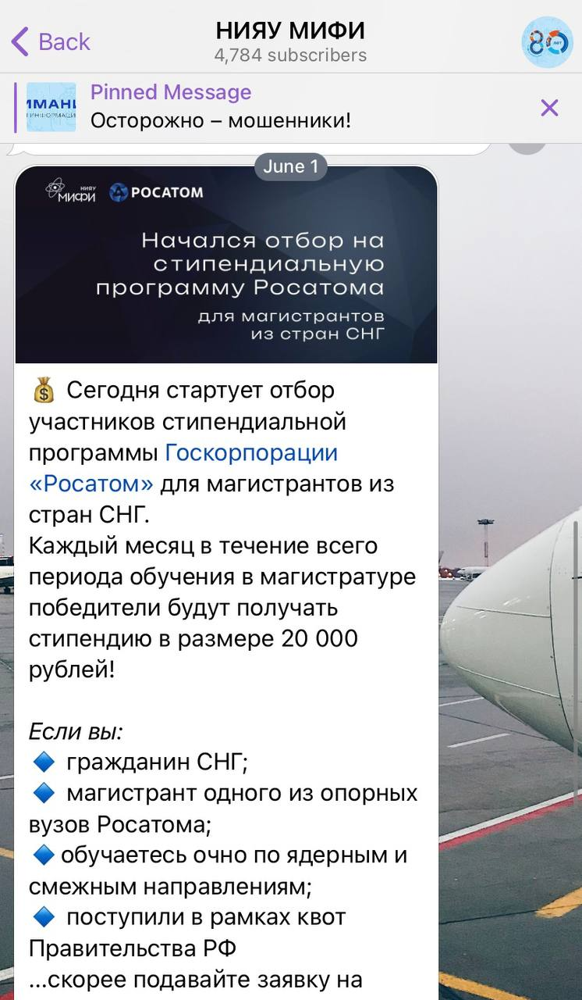 Back
НИЯУ МИФИ
4,784 subscribers
80
лет
Pinned Message
Осторожно – мошенники!
June 1
НИЯУ
МИФИ
РОСАТОМ
Начался отбор на
стипендиальную
программу Росатома
для магистрантов
из стран СНГ
Сегодня стартует отбор
участников стипендиальной
программы Госкорпорации
«Росатом» для магистрантов из
стран СНГ.
Каждый месяц в течение всего
периода обучения в магистратуре
победители будут получать
стипендию в размере 20 000
рублей!
Если вы:
гражданин СНГ;
магистрант одного из опорных
вузов Росатома;
обучаетесь очно по ядерным и
смежным направлениям;
поступили в рамках квот
Правительства РФ
...скорее подавайте заявку на